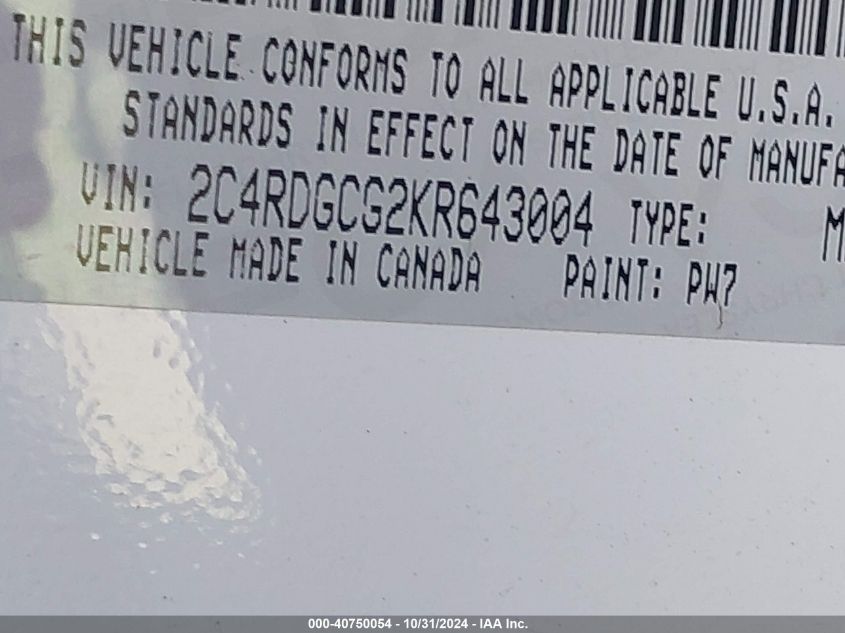 THIS VEHICLE CONFORMS TO ALL APPLICABLE U.S.A.
STANDARDS IN EFFECT ON THE DATE OF MANUFA
VIN: 2C4RDGCG2KR643004 TYPE: M
VEHICLE MADE IN CANADA PAINT: PW7
000-40750054 - 10/31/2024 - IAA Inc.